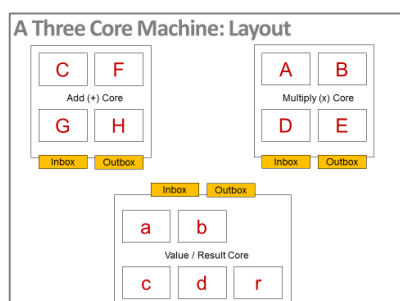 A Three Core Machine: Layout
C F
Add (+) Core
G H
Inbox Outbox
A B
Multiply (x) Core
D E
Inbox Outbox
Inbox Outbox
a b
Value / Result Core
c d r